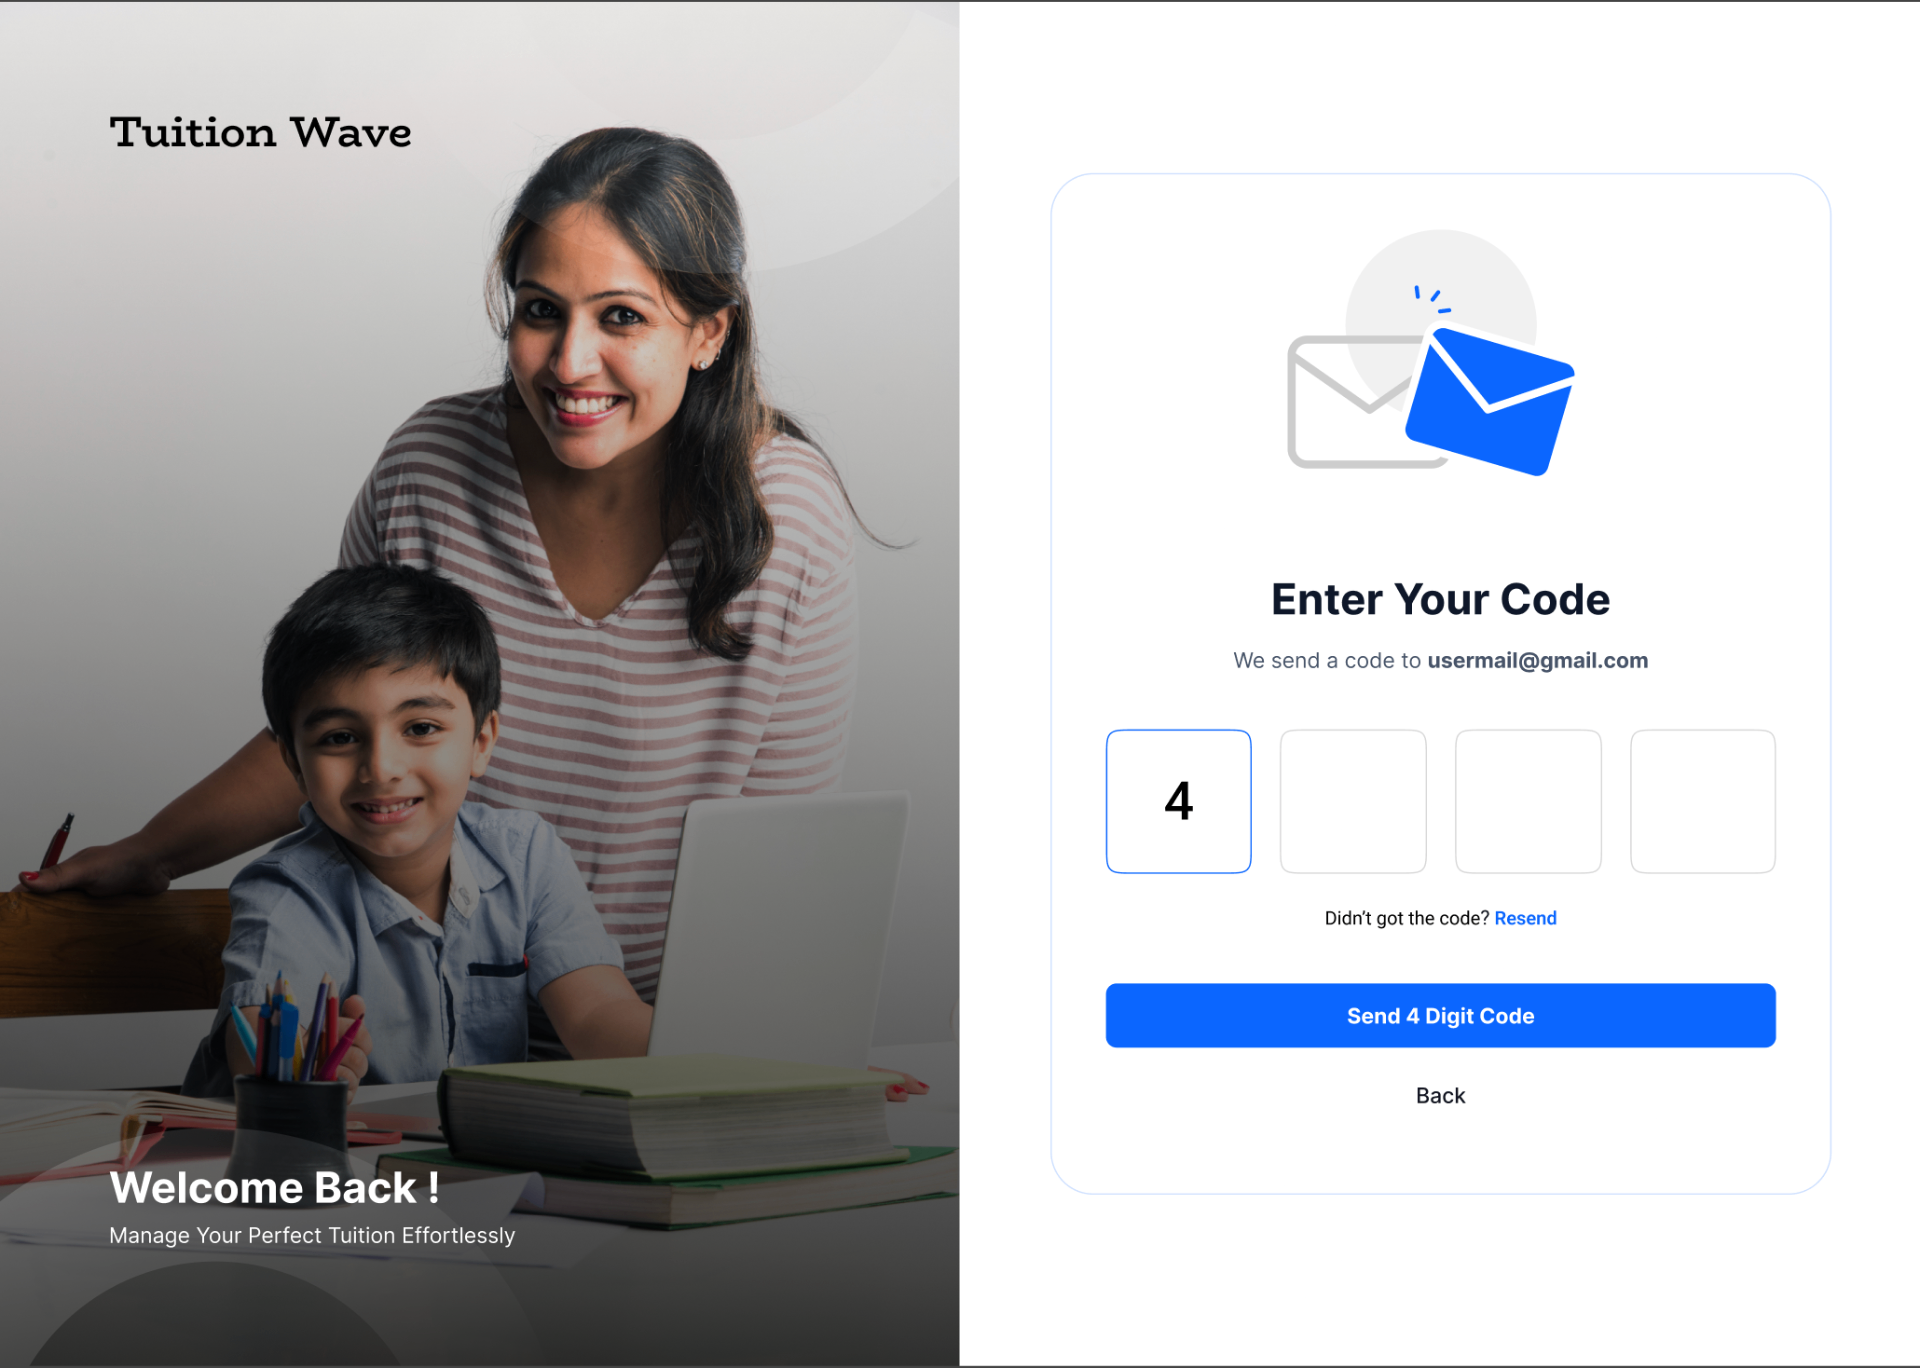 Tuition Wave
Welcome Back !
Manage Your Perfect Tuition Effortlessly
Enter Your Code
We send a code to usermail@gmail.com
4
Didn’t got the code? Resend
Send 4 Digit Code
Back